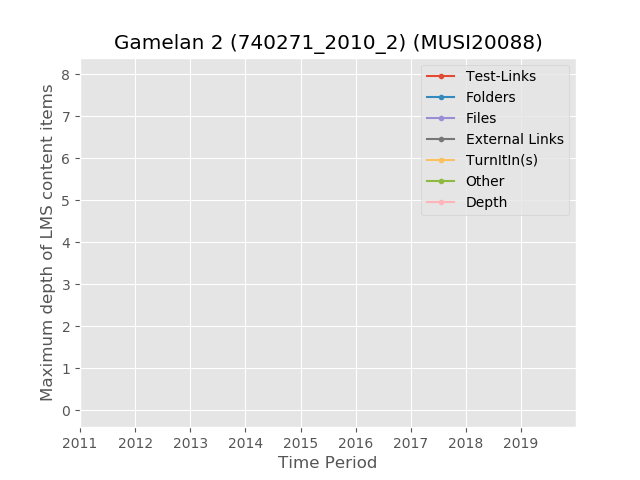 Gamelan 2 (740271_2010_2) (MUSI20088)
Maximum depth of LMS content items
8
7
6
5
4
3
2
1
0
Test-Links
Folders
Files
External Links
TurnItIn(s)
Other
Depth
2011 2012 2013 2014 2015 2016 2017 2018 2019
Time Period